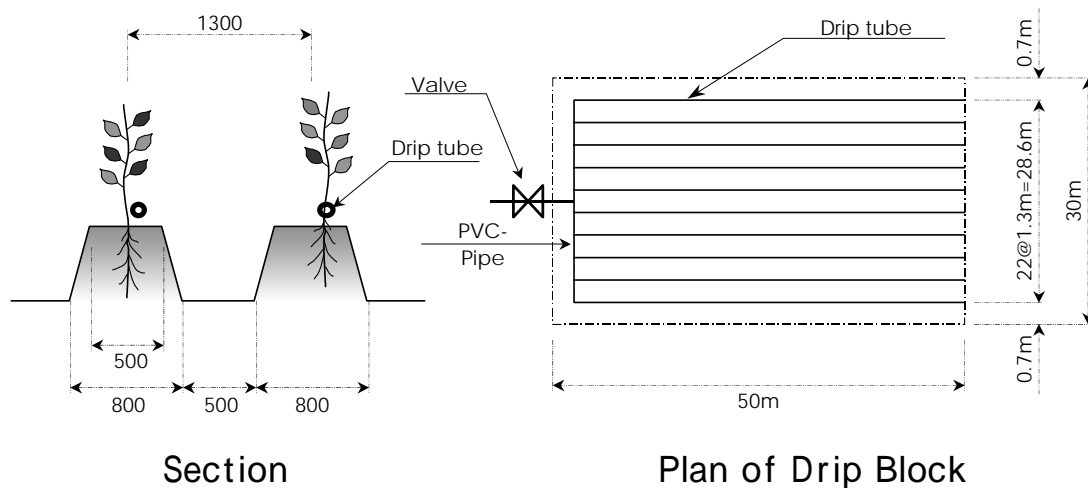 1300
Drip tube
500
800
500
800
Section
Drip tube
0.7m
Valve
PVC-
Pipe
22@1.3m=28.6m
30m
0.7m
50m
Plan of Drip Block